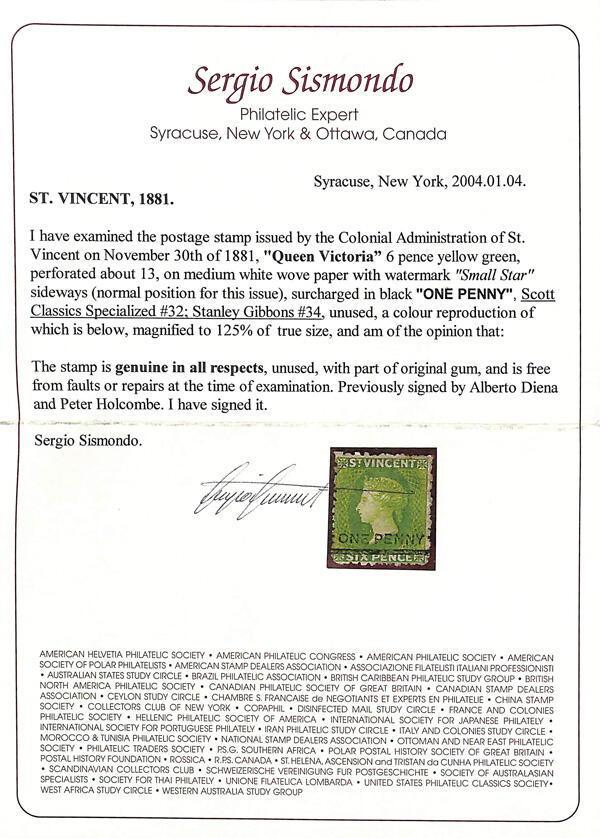 Sergio Sismondo
Philatelic Expert
Syracuse, New York & Ottawa, Canada
Syracuse, New York, 2004.01.04.
ST. VINCENT, 1881.
I have examined the postage stamp issued by the Colonial Administration of St.
Vincent on November 30th of 1881, "Queen Victoria” 6 pence yellow green,
perforated about 13, on medium white wove paper with watermark "Small Star"
sideways (normal position for this issue), surcharged in black "ONE PENNY", Scott
Classics Specialized #32; Stanley Gibbons #34, unused, a colour reproduction of
which is below, magnified to 125% of true size, and am of the opinion that:
The stamp is genuine in all respects, unused, with part of original gum, and is free
from faults or repairs at the time of examination. Previously signed by Alberto Diena
and Peter Holcombe. I have signed it.
Sergio Sismondo.
ST VINCENT
ONE PENNY
SIX PENCE
AMERICAN HELVETIA PHILATELIC SOCIETY • AMERICAN PHILATELIC CONGRESS • AMERICAN PHILATELIC SOCIETY • AMERICAN
SOCIETY OF POLAR PHILATELISTS • AMERICAN STAMP DEALERS ASSOCIATION • ASSOCIAZIONE FILATELISTI ITALIANI PROFESSIONISTI
• AUSTRALIAN STATES STUDY CIRCLE • BRAZIL PHILATELIC ASSOCIATION • BRITISH CARIBBEAN PHILATELIC STUDY GROUP • BRITISH
NORTH AMERICA PHILATELIC SOCIETY • CANADIAN PHILATELIC SOCIETY OF GREAT BRITAIN • CANADIAN STAMP DEALERS
ASSOCIATION • CEYLON STUDY CIRCLE • CHAMBRE S. FRANCAISE de NEGOTIANTS ET EXPERTS EN PHILATELIE • CHINA STAMP
SOCIETY • COLLECTORS CLUB OF NEW YORK • COPAPHIL • DISINFECTED MAIL STUDY CIRCLE • FRANCE AND COLONIES
PHILATELIC SOCIETY • HELLENIC PHILATELIC SOCIETY OF AMERICA • INTERNATIONAL SOCIETY FOR JAPANESE PHILATELY •
INTERNATIONAL SOCIETY FOR PORTUGUESE PHILATELY • IRAN PHILATELIC STUDY CIRCLE • ITALY AND COLONIES STUDY CIRCLE •
MOROCCO & TUNISIA PHILATELIC SOCIETY • NATIONAL STAMP DEALERS ASSOCIATION • OTTOMAN AND NEAR EAST PHILATELIC
SOCIETY • PHILATELIC TRADERS SOCIETY • P.S.G. SOUTHERN AFRICA • POLAR POSTAL HISTORY SOCIETY OF GREAT BRITAIN •
POSTAL HISTORY FOUNDATION • ROSSICA • R.P.S. CANADA • ST. HELENA, ASCENSION and TRISTAN da CUNHA PHILATELIC SOCIETY
• SCANDINAVIAN COLLECTORS CLUB • SCHWEIZERISCHE VEREINIGUNG FUR POSTGESCHICHTE • SOCIETY OF AUSTRALASIAN
SPECIALISTS • SOCIETY FOR THAI PHILATELY • UNIONE FILATELICA LOMBARDA • UNITED STATES PHILATELIC CLASSICS SOCIETY•
WEST AFRICA STUDY CIRCLE • WESTERN AUSTRALIA STUDY GROUP